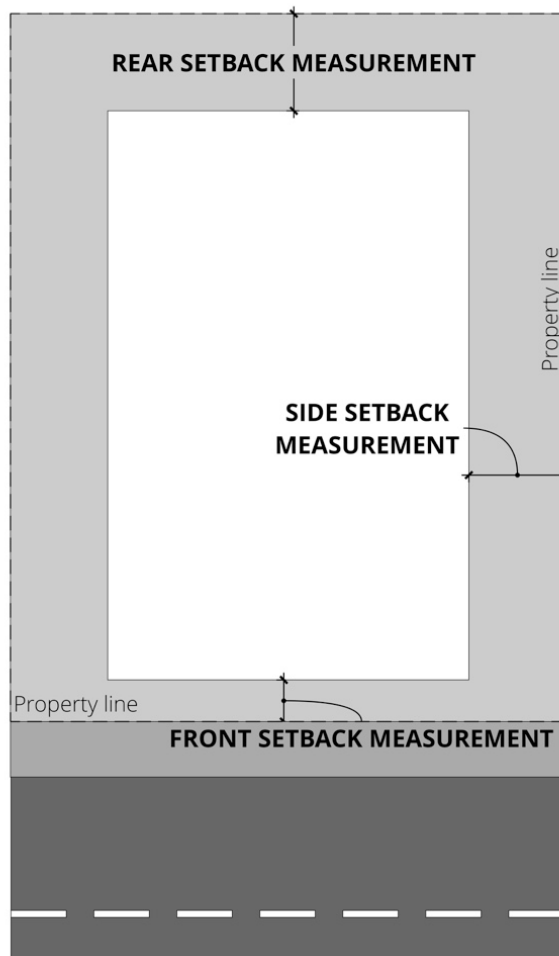 REAR SETBACK MEASUREMENT
Property line
SIDE SETBACK
MEASUREMENT
Property line
FRONT SETBACK MEASUREMENT